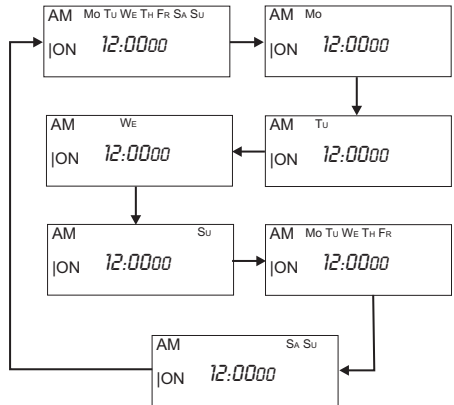 AM Mo Tu We Th Fr Sa Su
|ON 12:0000
AM Mo
|ON 12:0000
AM Tu
|ON 12:0000
AM We
|ON 12:0000
AM Su
|ON 12:0000
AM Mo Tu We Th Fr
|ON 12:0000
AM Sa Su
|ON 12:0000